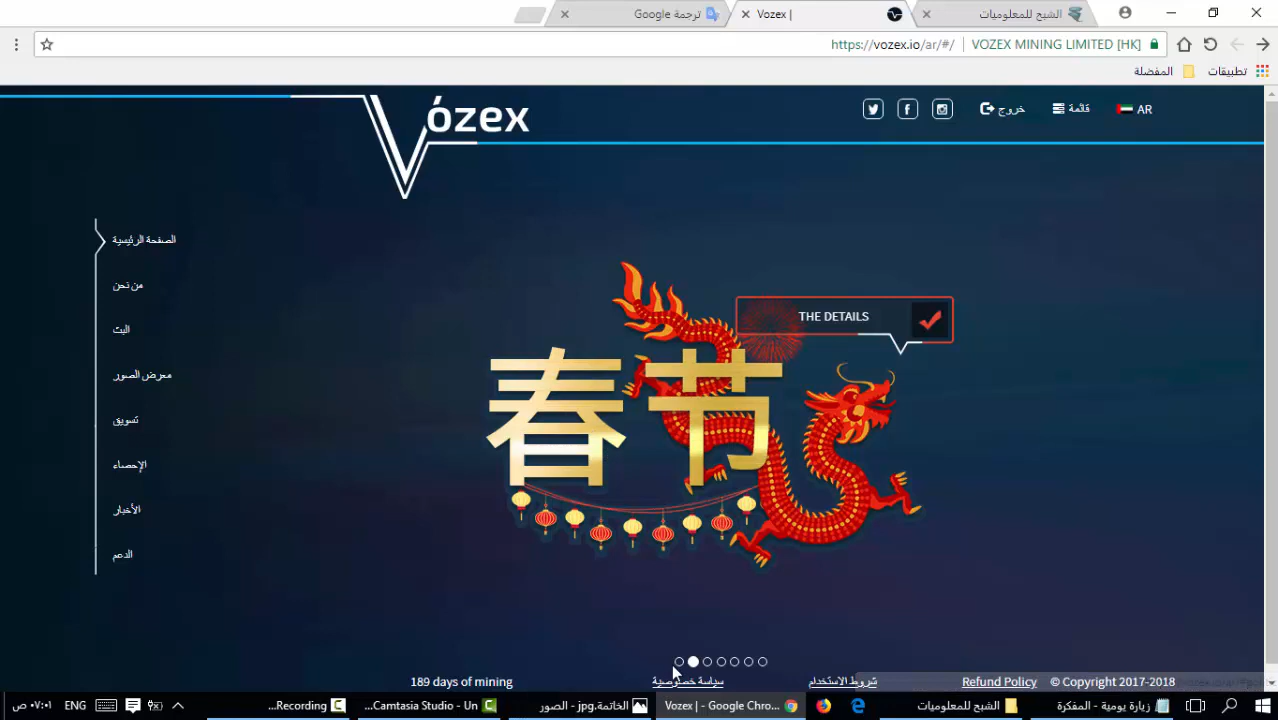 ترجمة Google
Vozex |
الشبح للمعلوميات
https://vozex.io/ar/#/
VOZEX MINING LIMITED [HK]
تطبيقات
المفضلة
Vózex
خروج
قائمة
AR
الصفحة الرئيسية
من نحن
البث
معرض الصور
تسويق
الإحصاء
الأخبار
الدعم
THE DETAILS
春节
189 days of mining
سياسة خصوصية
شروط الاستخدام
Refund Policy
© Copyright 2017-2018
٠٧:٠١ ص
ENG
Recording...
Camtasia Studio - Un...
الخاتمة.jpg - الصور
Vozex | - Google Chro...
الشبح للمعلوميات
زيارة يومية - المفكرة